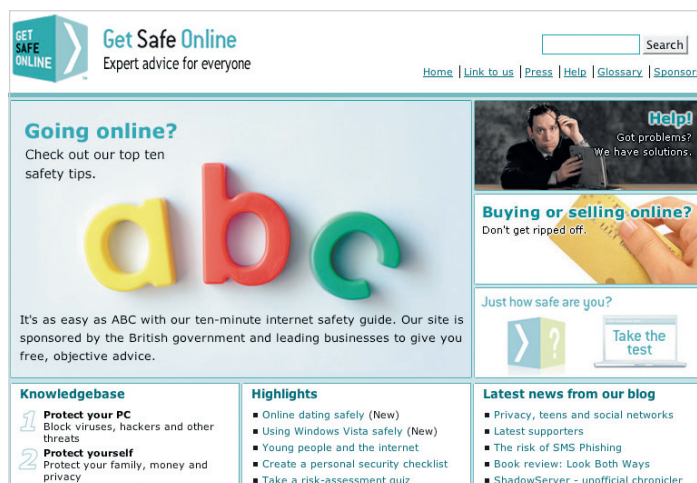 GET
SAFE
ONLINE
Get Safe Online
Expert advice for everyone
Search
Home | Link to us | Press | Help | Glossary | Sponsor
Going online?
Check out our top ten
safety tips.
abc
It's as easy as ABC with our ten-minute internet safety guide. Our site is
sponsored by the British government and leading businesses to give you
free, objective advice.
Help!
Got problems?
We have solutions.
Buying or selling online?
Don't get ripped off.
Just how safe are you?
?
Take the
test
Knowledgebase
1 Protect your PC
Block viruses, hackers and other
threats
2 Protect yourself
Protect your family, money and
privacy
Highlights
Online dating safely (New)
Using Windows Vista safely (New)
Young people and the internet
Create a personal security checklist
Take a risk-assessment quiz
Latest news from our blog
Privacy, teens and social networks
Latest supporters
The risk of SMS Phishing
Book review: Look Both Ways
ShadowServer - unofficial chronicler